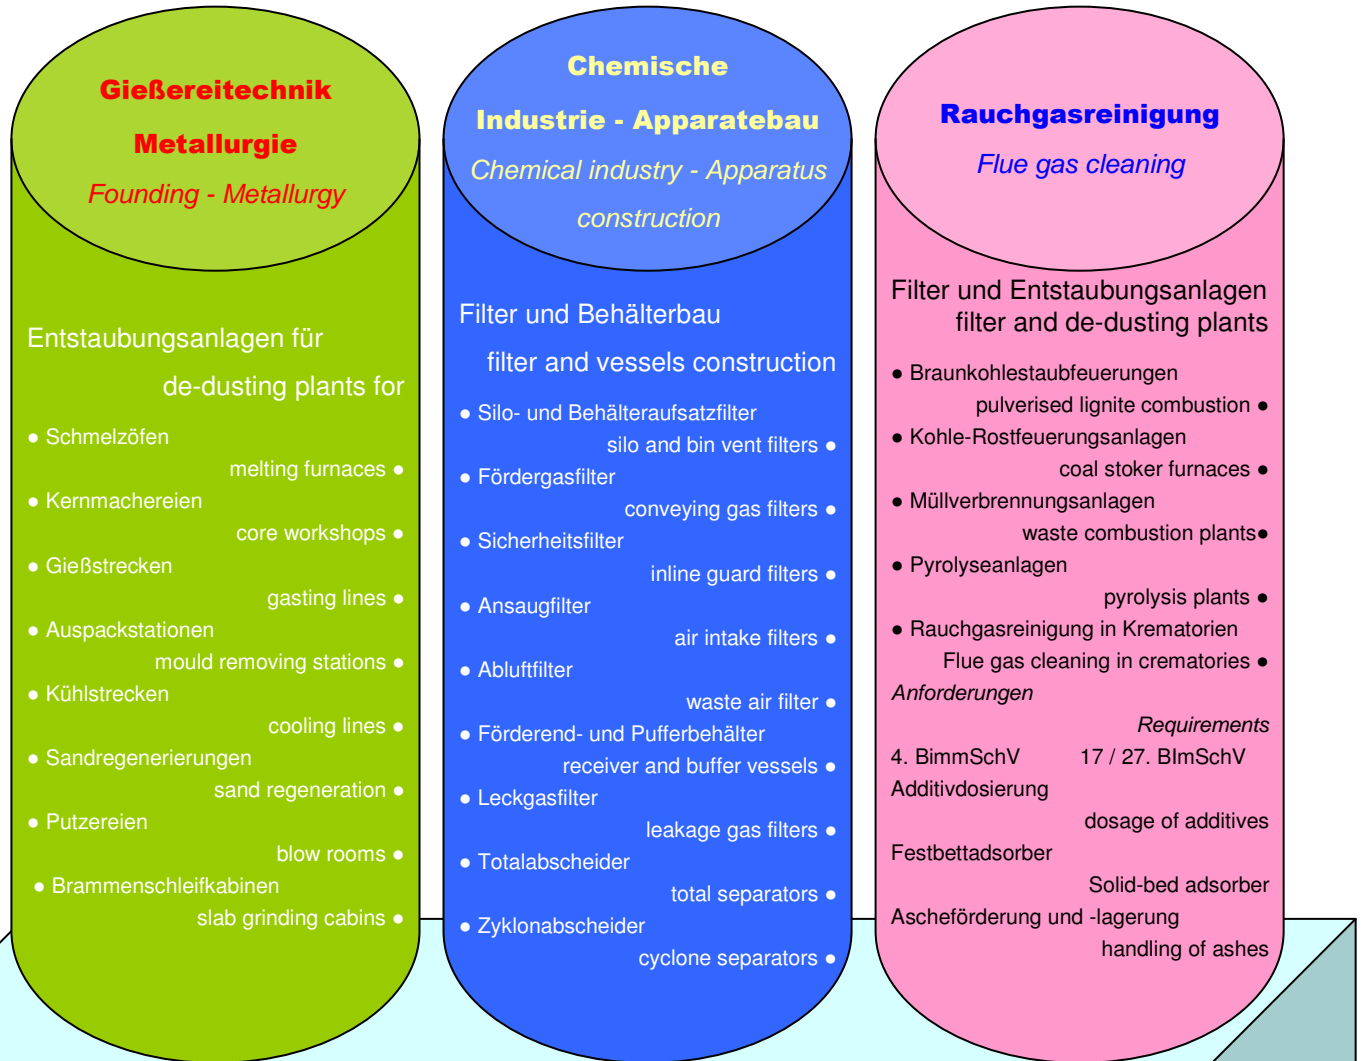 Gießereitechnik
Metallurgie
Founding - Metallurgy
Entstaubungsanlagen für
de-dusting plants for
● Schmelzöfen
melting furnaces ●
● Kernmachereien
core workshops ●
● Gießstrecken
gasting lines ●
● Auspackstationen
mould removing stations ●
● Kühlstrecken
cooling lines ●
● Sandregenerierungen
sand regeneration ●
● Putzereien
blow rooms ●
● Brammenschleifkabinen
slab grinding cabins ●
Chemische
Industrie - Apparatebau
Chemical industry - Apparatus
construction
Filter und Behälterbau
filter and vessels construction
● Silo- und Behälteraufsatzfilter
silo and bin vent filters ●
● Fördergasfilter
conveying gas filters ●
● Sicherheitsfilter
inline guard filters ●
● Ansaugfilter
air intake filters ●
● Abluftfilter
waste air filter ●
● Förderend- und Pufferbehälter
receiver and buffer vessels ●
● Leckgasfilter
leakage gas filters ●
● Totalabscheider
total separators ●
● Zyklonabscheider
cyclone separators ●
Rauchgasreinigung
Flue gas cleaning
Filter und Entstaubungsanlagen
filter and de-dusting plants
● Braunkohlestaubfeuerungen
pulverised lignite combustion ●
● Kohle-Rostfeuerungsanlagen
coal stoker furnaces ●
● Müllverbrennungsanlagen
waste combustion plants●
● Pyrolyseanlagen
pyrolysis plants ●
● Rauchgasreinigung in Krematorien
Flue gas cleaning in crematories ●
Anforderungen
Requirements
4. BimmSchV 17 / 27. BImSchV
Additivdosierung
dosage of additives
Festbettadsorber
Solid-bed adsorber
Ascheförderung und -lagerung
handling of ashes